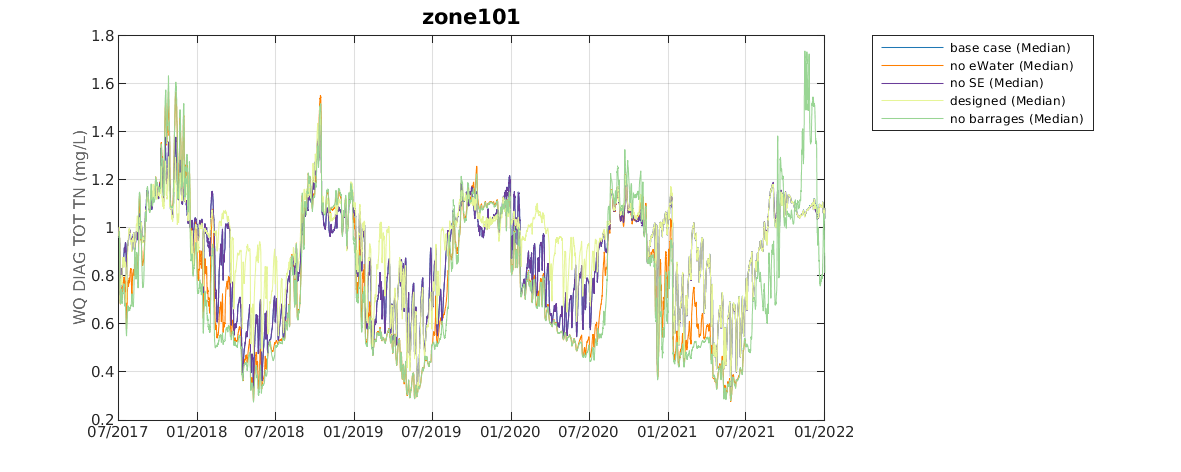 zone101
WQ DIAG TOT TN (mg/L)
1.8
1.6
1.4
1.2
1
0.8
0.6
0.4
0.2
07/2017 01/2018 07/2018 01/2019 07/2019 01/2020 07/2020 01/2021 07/2021 01/2022
base case (Median)
no eWater (Median)
no SE (Median)
designed (Median)
no barrages (Median)